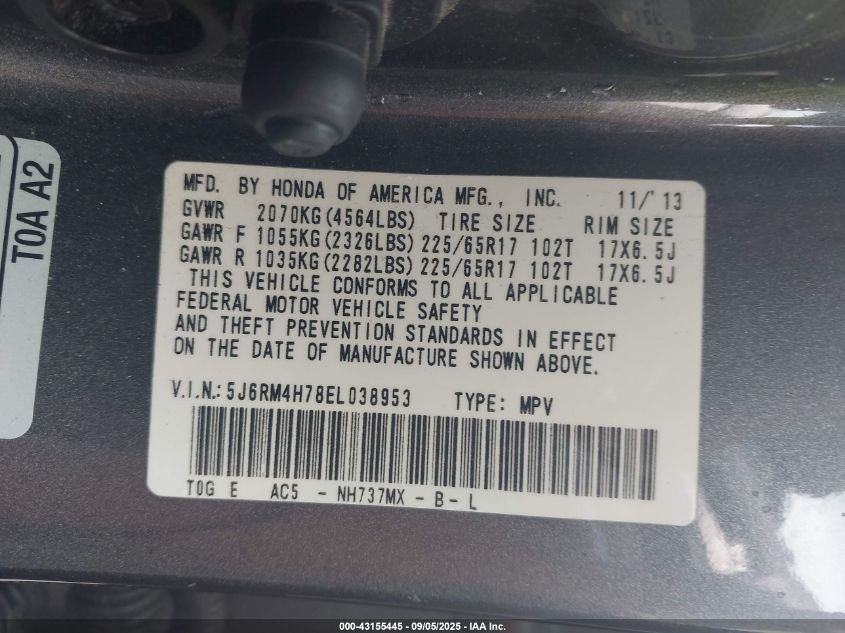 MFD. BY HONDA OF AMERICA MFG., INC. 11/'13
GVWR 2070KG(4564LBS) TIRE SIZE RIM SIZE
GAWR F 1055KG(2326LBS) 225/65R17 102T 17X6.5J
GAWR R 1035KG(2282LBS) 225/65R17 102T 17X6.5J
THIS VEHICLE CONFORMS TO ALL APPLICABLE
FEDERAL MOTOR VEHICLE SAFETY
AND THEFT PREVENTION STANDARDS IN EFFECT
ON THE DATE OF MANUFACTURE SHOWN ABOVE.
V.I.N.: 5J6RM4H78EL038953 TYPE: MPV
T0G E AC5 - NH737MX - B - L
T0A A2
000-43155445 - 09/05/2025 - IAA Inc.